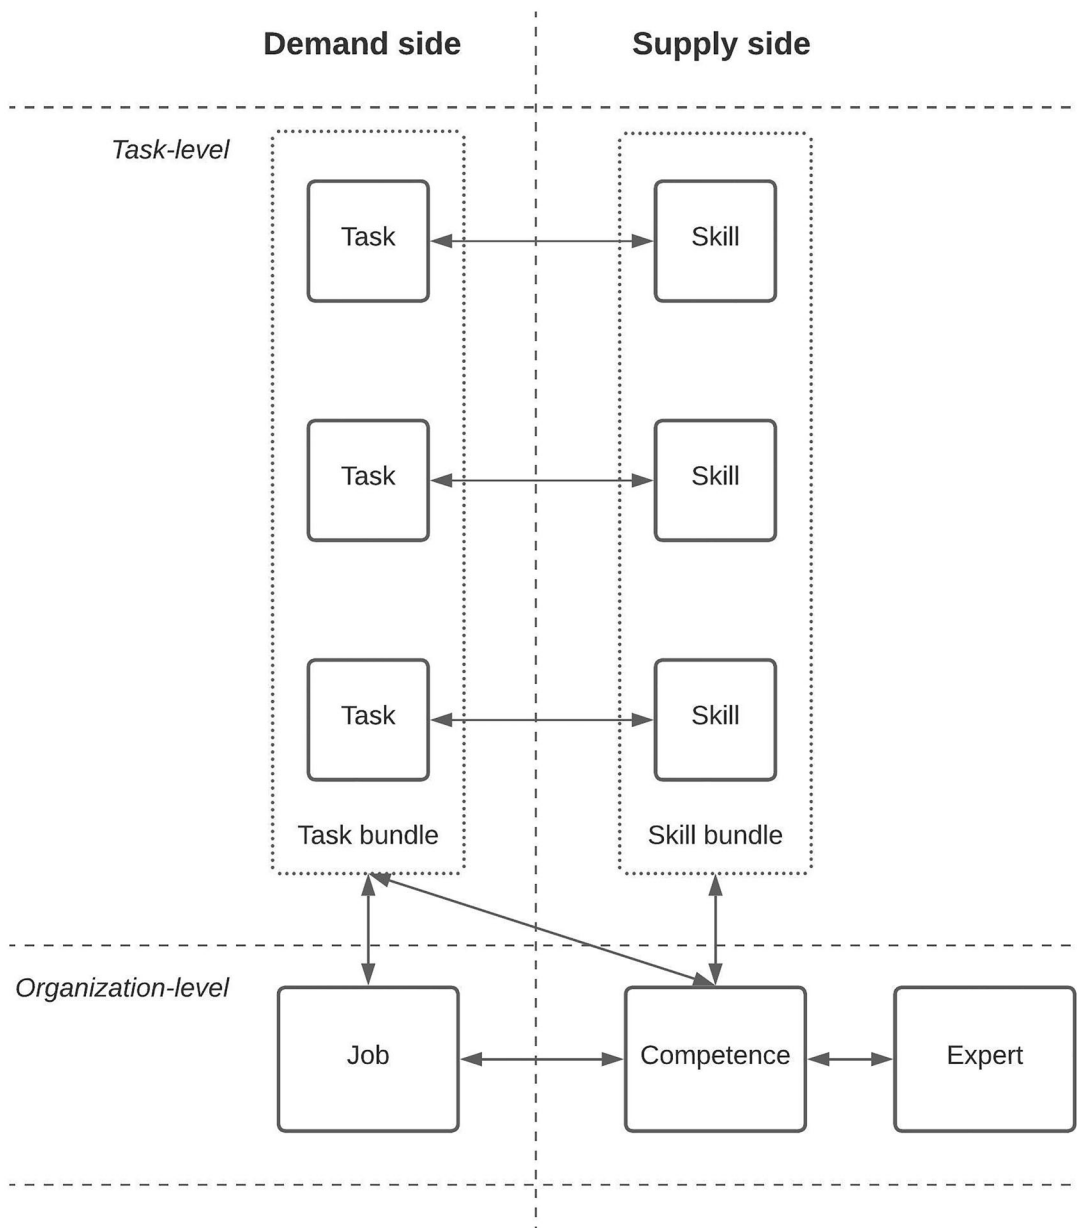 Demand side
Supply side
Task-level
Task
Skill
Task
Skill
Task
Skill
Task bundle
Skill bundle
Organization-level
Job
Competence
Expert